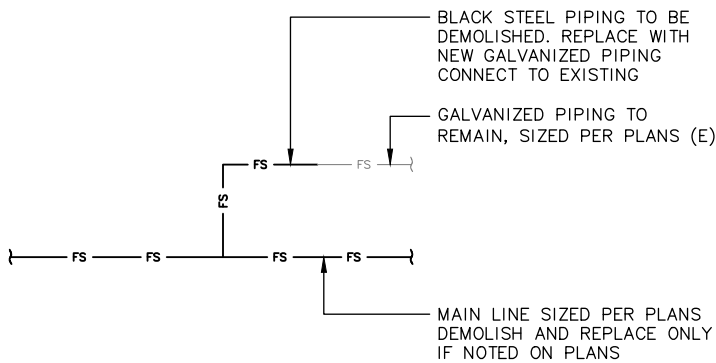 BLACK STEEL PIPING TO BE
DEMOLISHED. REPLACE WITH
NEW GALVANIZED PIPING
CONNECT TO EXISTING
GALVANIZED PIPING TO
REMAIN, SIZED PER PLANS (E)
FS FS
FS
FS FS FS FS
MAIN LINE SIZED PER PLANS
DEMOLISH AND REPLACE ONLY
IF NOTED ON PLANS